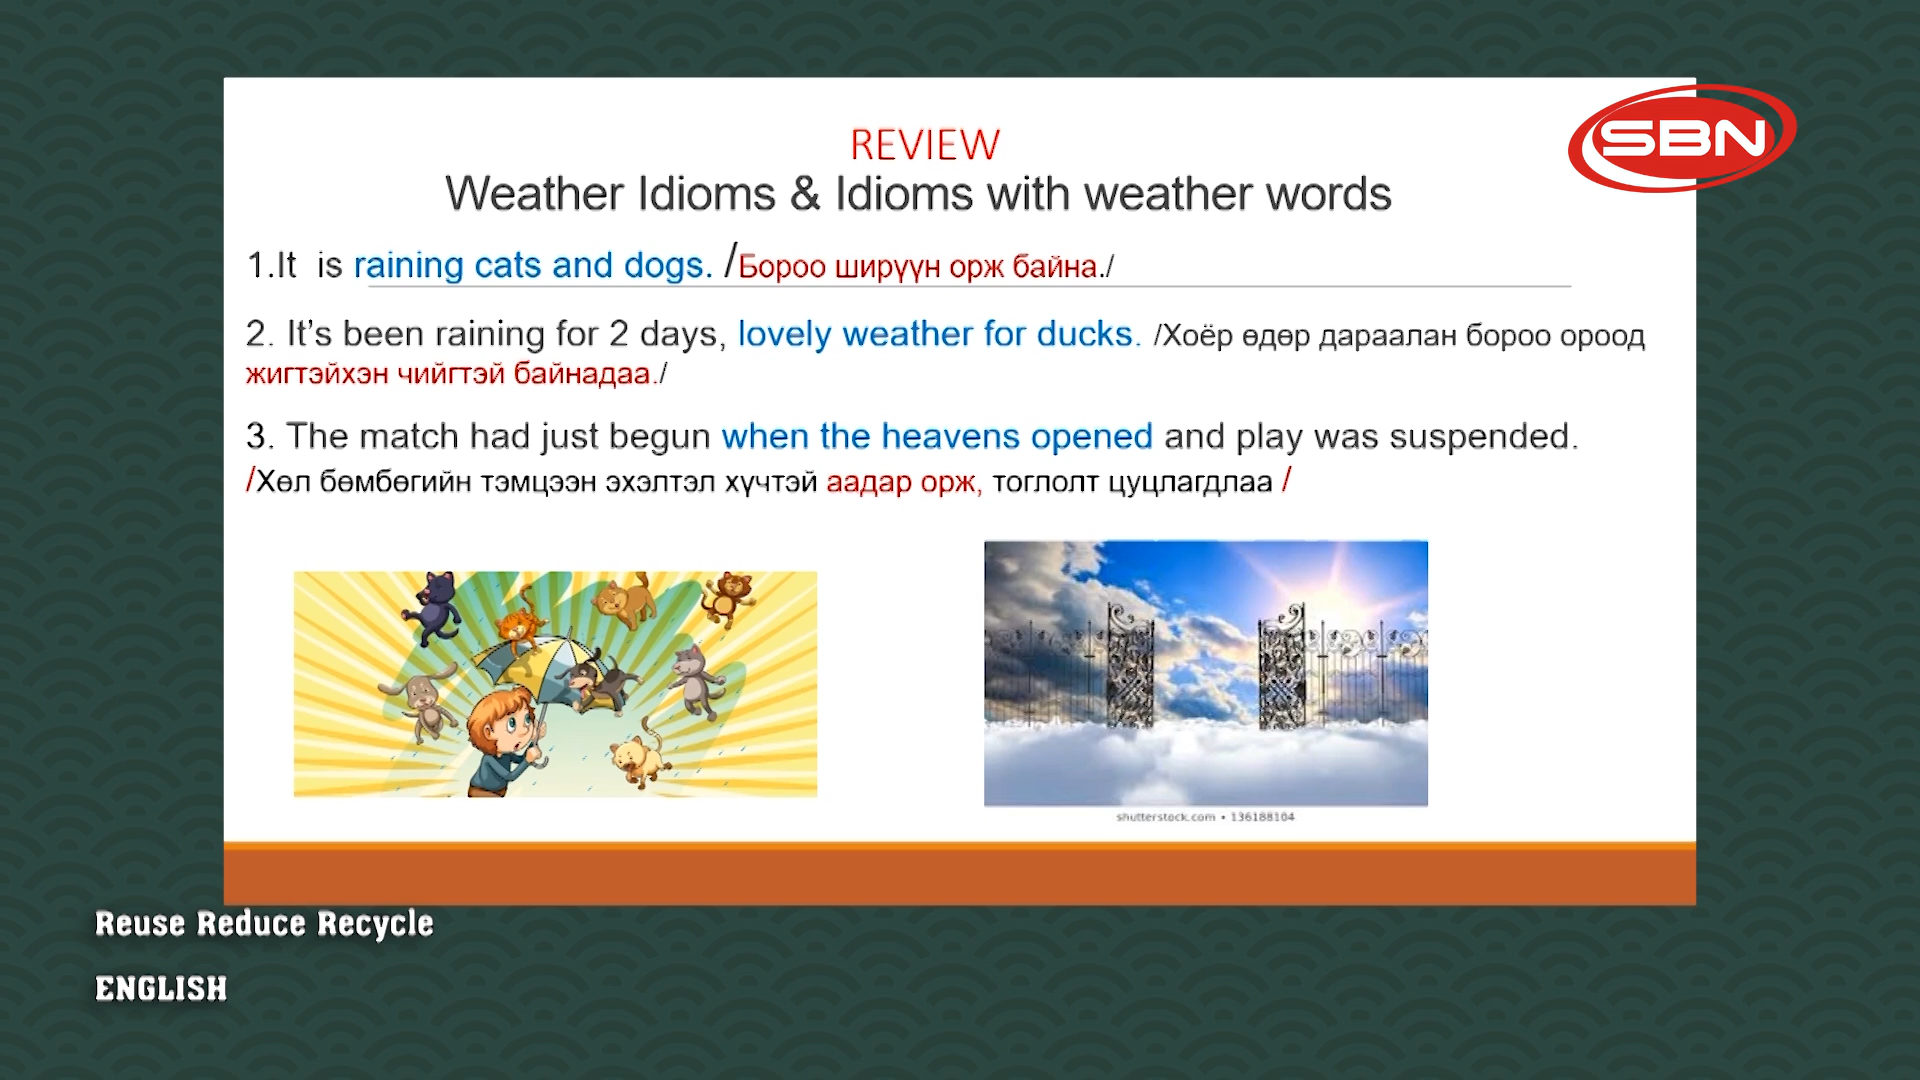 SBN
REVIEW
Weather Idioms & Idioms with weather words
1.It is raining cats and dogs. /Бороо ширүүн орж байна./
2. It’s been raining for 2 days, lovely weather for ducks. /Хоёр өдөр дараалан бороо ороод
жигтэйхэн чийгтэй байнадаа./
3. The match had just begun when the heavens opened and play was suspended.
/Хөл бөмбөгийн тэмцээн эхэлтэл хүчтэй аадар орж, тоглолт цуцлагдлаа /
shutterstock.com • 136188104
Reuse Reduce Recycle
ENGLISH